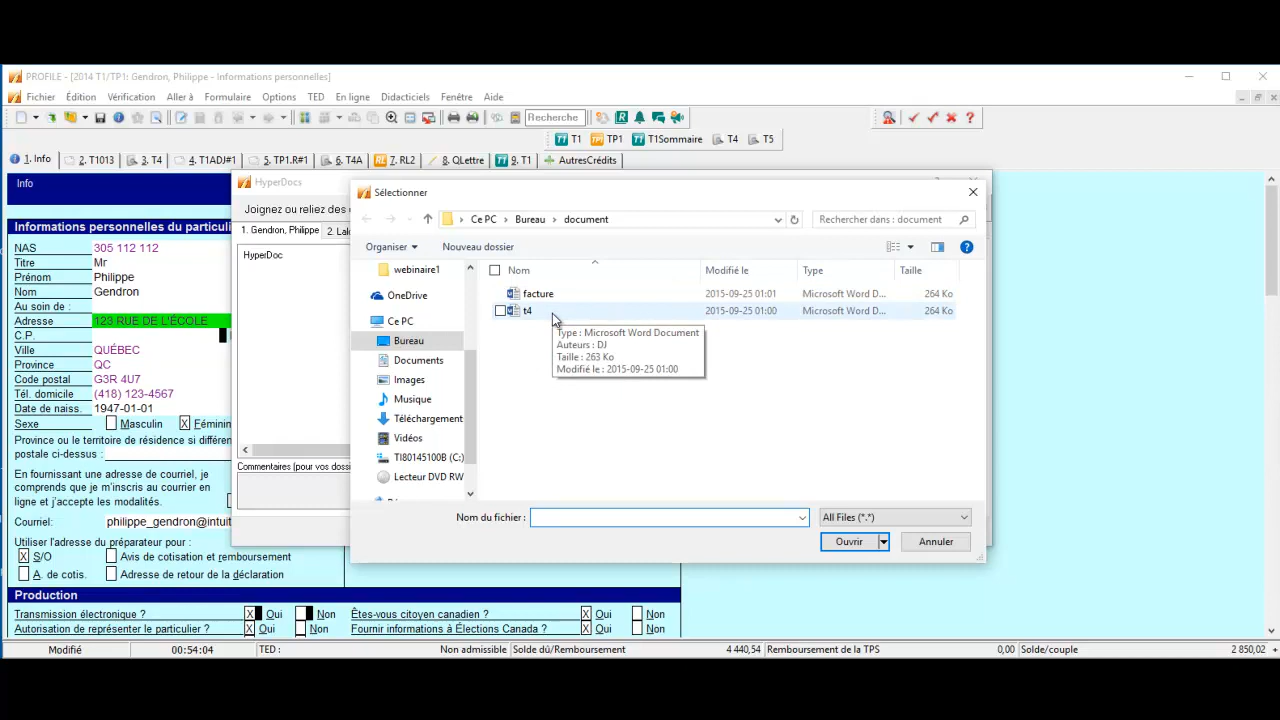 PROFILE - [2014 T1/TP1: Gendron, Philippe - Informations personnelles]
Fichier Édition Vérification Aller à Formulaire Options TED En ligne Didacticiels Fenêtre Aide
Recherche
T1 TP1 T1Sommaire T4 T5
1. Info 2. T1013 3. T4 4. T1ADJ#1 5. TP1.R#1 6. T4A 7. RL2 8. QLettre 9. T1 AutresCrédits
Info
Informations personnelles du particuli
NAS 305 112 112
Titre Mr
Prénom Philippe
Nom Gendron
Au soin de :
Adresse 123 RUE DE L'ÉCOLE
C.P.
Ville QUÉBEC
Province QC
Code postal G3R 4U7
Tél. domicile (418) 123-4567
Date de naiss. 1947-01-01
Sexe Masculin X Féminin
Province ou le territoire de résidence si différen
postale ci-dessus :
En fournissant une adresse de courriel, je
comprends que je m'inscris au courrier en
ligne et j'accepte les modalités.
Courriel: philippe_gendron@intuit
Utiliser l'adresse du préparateur pour :
X S/O Avis de cotisation et remboursement
A. de cotis. Adresse de retour de la déclaration
Production
Transmission électronique ? X Oui Non Êtes-vous citoyen canadien ? X Oui Non
Autorisation de représenter le particulier ? X Oui Non Fournir informations à Élections Canada ? X Oui Non
Modifié 00:54:04 TED : Non admissible Solde dû/Remboursement 4 440,54 Remboursement de la TPS 0,00 Solde/couple 2 850,02
HyperDocs
Joignez ou reliez des
1. Gendron, Philippe 2. Lal
HyperDoc
Commentaires (pour vos dossi
Sélectionner
Ce PC Bureau document
Rechercher dans : document
Organiser Nouveau dossier
webinaire1
OneDrive
Ce PC
Bureau
Documents
Images
Musique
Téléchargement
Vidéos
TI80145100B (C:)
Lecteur DVD RW
Nom Modifié le Type Taille
facture 2015-09-25 01:01 Microsoft Word D... 264 Ko
t4 2015-09-25 01:00 Microsoft Word D... 264 Ko
Type : Microsoft Word Document
Auteurs : DJ
Taille : 263 Ko
Modifié le : 2015-09-25 01:00
Nom du fichier : All Files (*.*)
Ouvrir Annuler